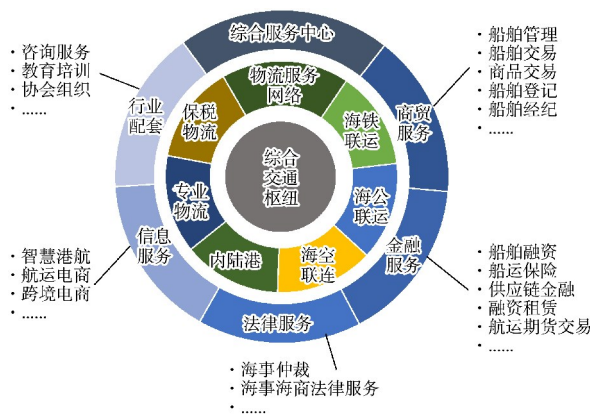 综合服务中心
· 咨询服务
· 教育培训
· 协会组织
· ......
· 船舶管理
· 船舶交易
· 商品交易
· 船舶登记
· 船舶经纪
· ......
行业
配套
保税
物流
物流服务
网络
海铁
联运
商贸
服务
综合
交通
枢纽
专业
物流
海公
联运
信息
服务
内陆港
海空
联连
金融
服务
法律服务
· 智慧港航
· 航运电商
· 跨境电商
· ......
· 船舶融资
· 船运保险
· 供应链金融
· 融资租赁
· 航运期货交易
· ......
· 海事仲裁
· 海事海商法律服务
· ......